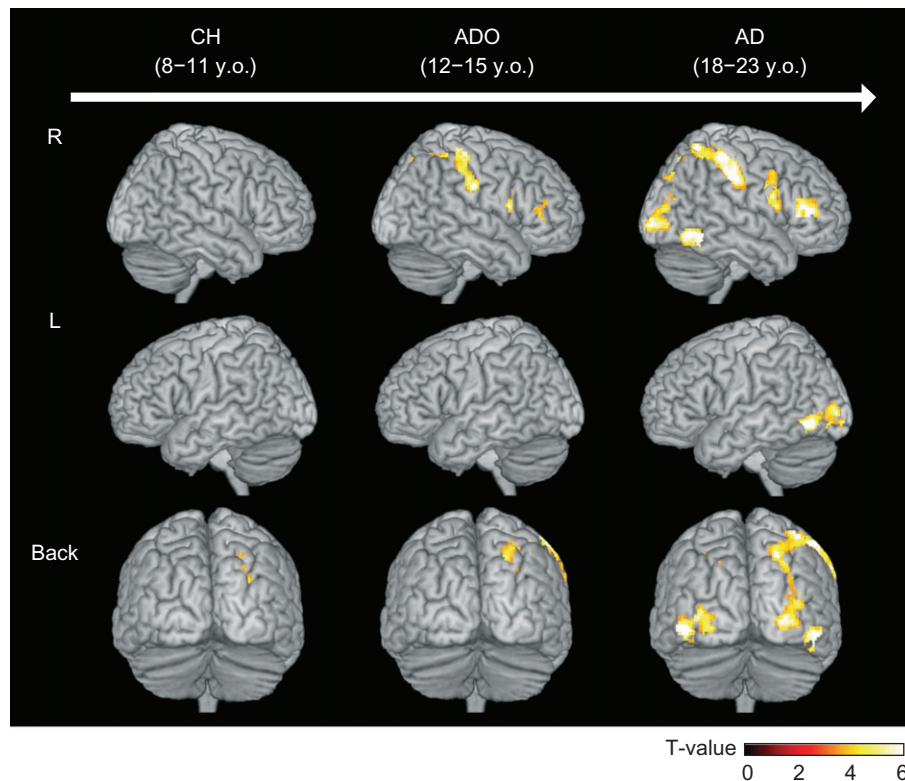 CH ADO AD
(8−11 y.o.) (12−15 y.o.) (18−23 y.o.)
R
L
Back
T-value
0 2 4 6